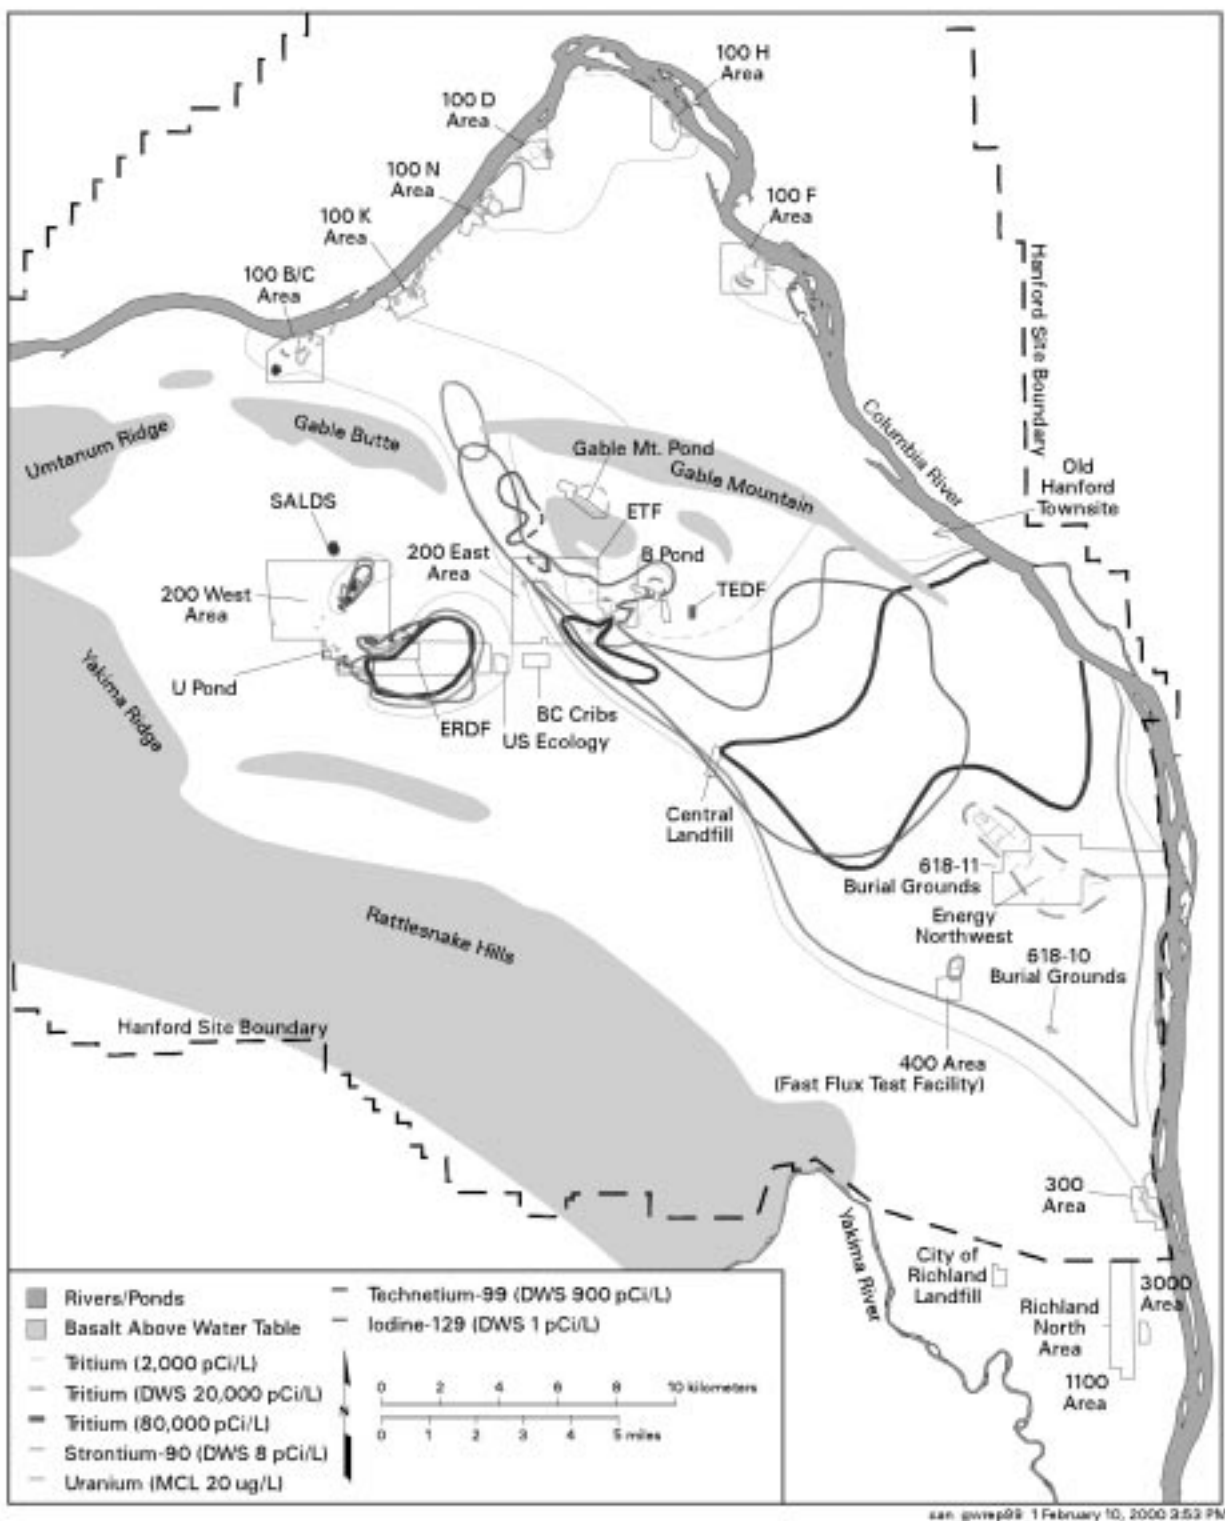 100 H
Area
100 D
Area
100 N
Area
100 K
Area
100 F
Area
100 B/C
Area
Hanford Site Boundary
Columbia River
Umtanum Ridge
Gable Butte
Gable Mt. Pond
Gable Mountain
Old
Hanford
Townsite
SALDS
ETF
200 East
Area
B Pond
TEDF
200 West
Area
U Pond
Yakima Ridge
ERDF
BC Cribs
US Ecology
Central
Landfill
618-11
Burial Grounds
Energy
Northwest
618-10
Burial Grounds
Rattlesnake Hills
Hanford Site Boundary
400 Area
(Fast Flux Test Facility)
300
Area
Yakima River
City of
Richland
Landfill
3000
Area
Richland
North
Area
1100
Area
Rivers/Ponds
Basalt Above Water Table
Tritium (2,000 pCi/L)
Tritium (DWS 20,000 pCi/L)
Tritium (80,000 pCi/L)
Strontium-90 (DWS 8 pCi/L)
Uranium (MCL 20 ug/L)
Technetium-99 (DWS 900 pCi/L)
Iodine-129 (DWS 1 pCi/L)
0 2 4 6 8 10 kilometers
0 1 2 3 4 5 miles
can_gwrep99_1 February 10, 2000 3:53 PM